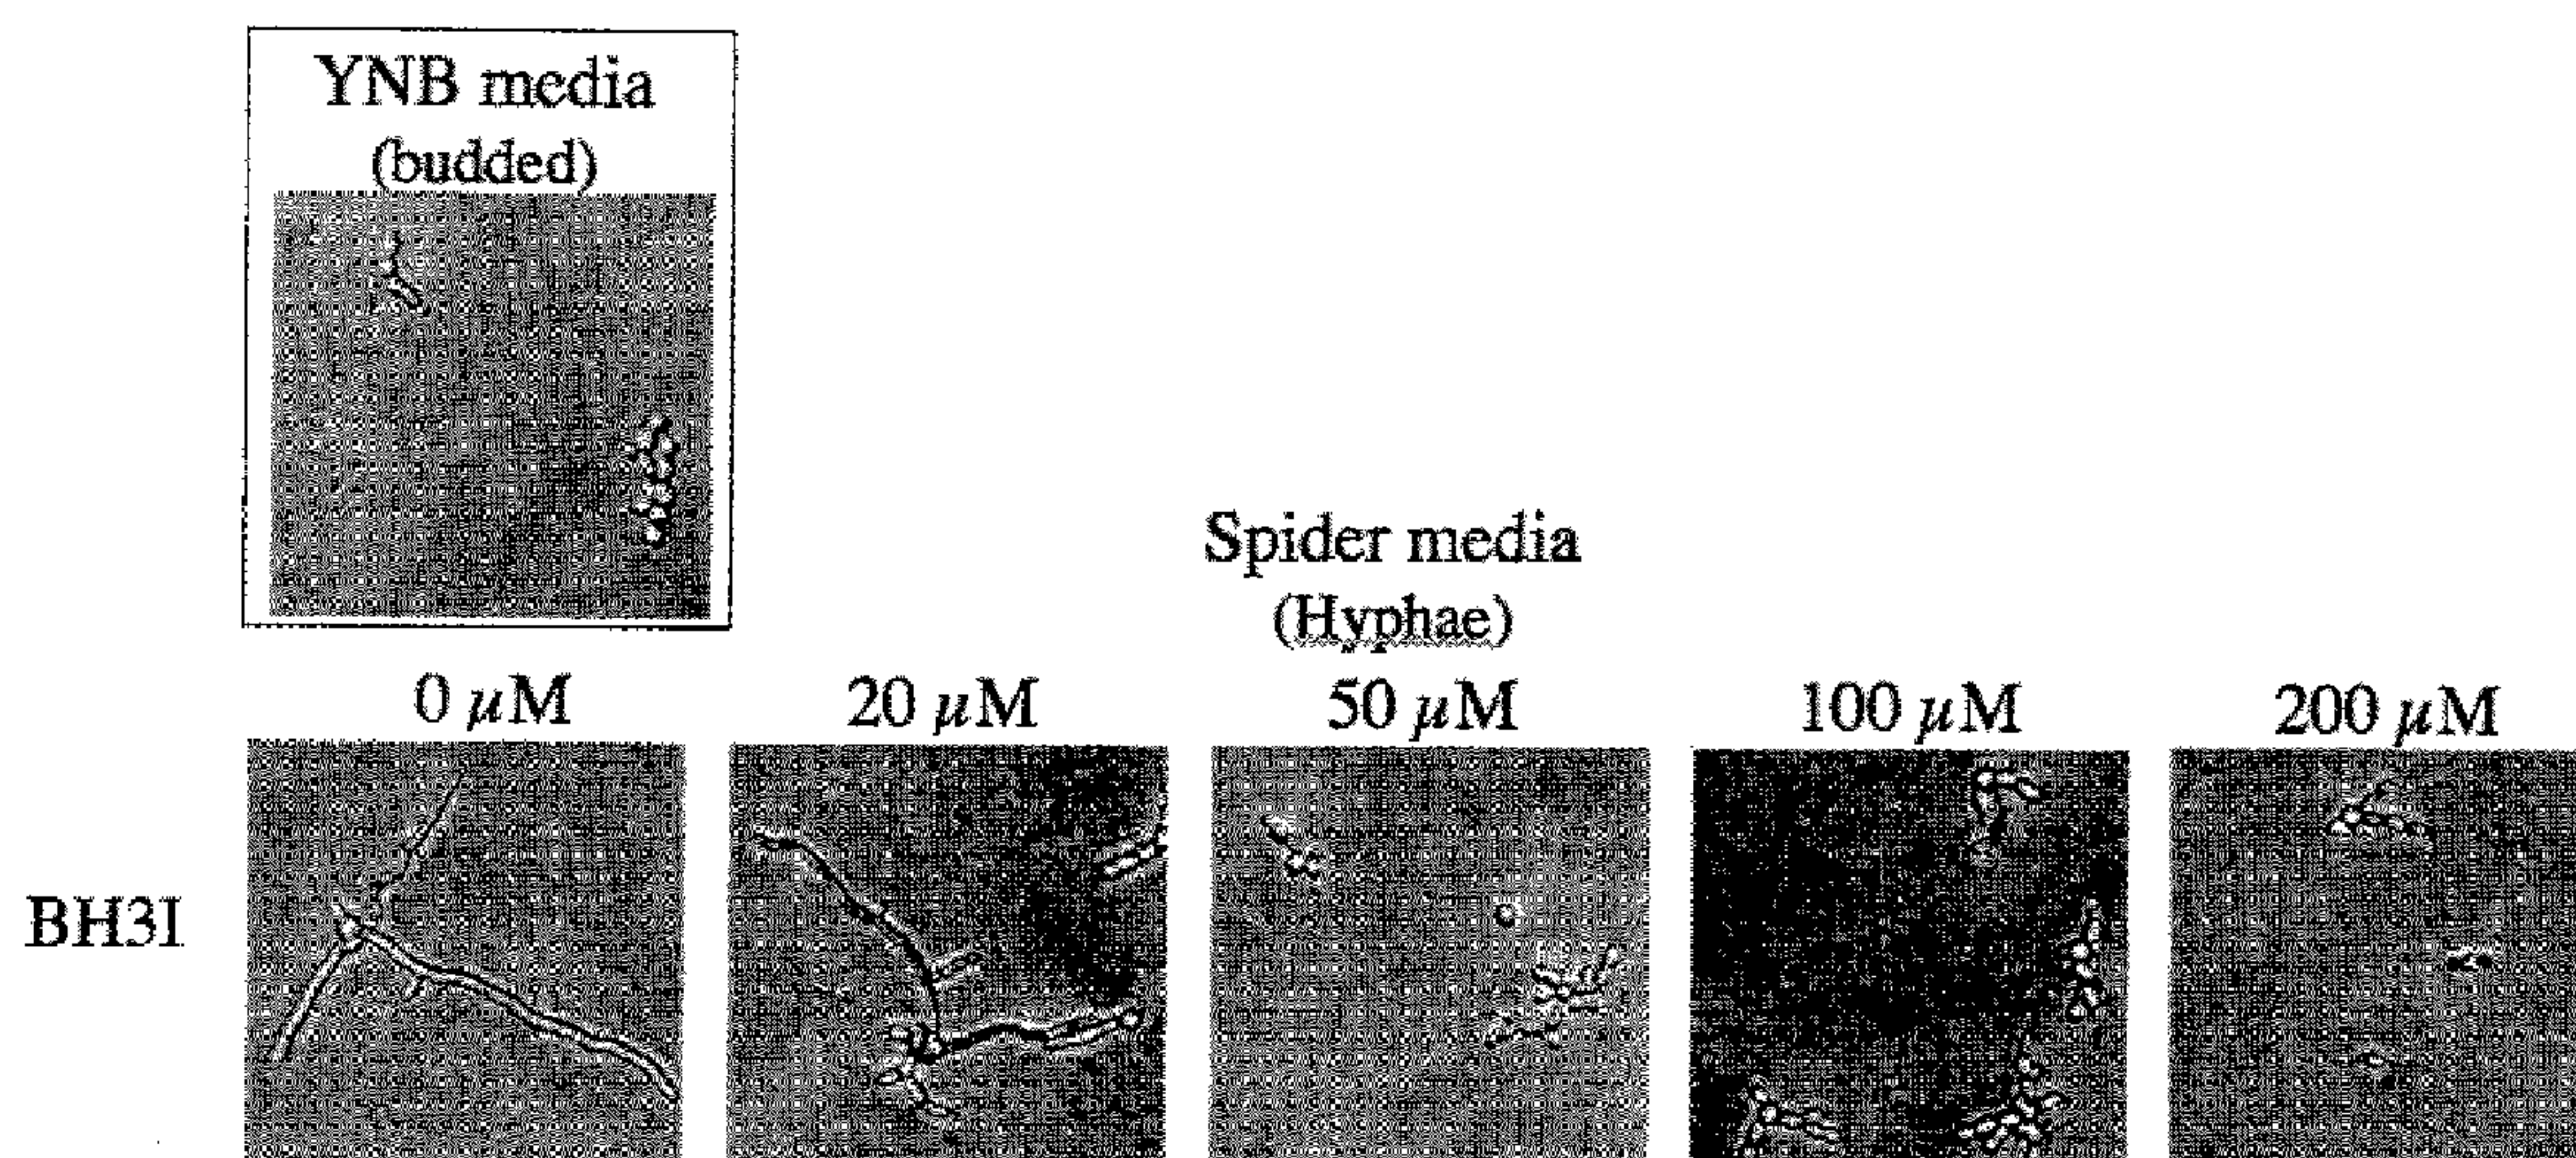 YNB media
(budded)
Spider media
(Hyphae)
0 µM
20 µM
50 µM
100 µM
200 µM
BH3I